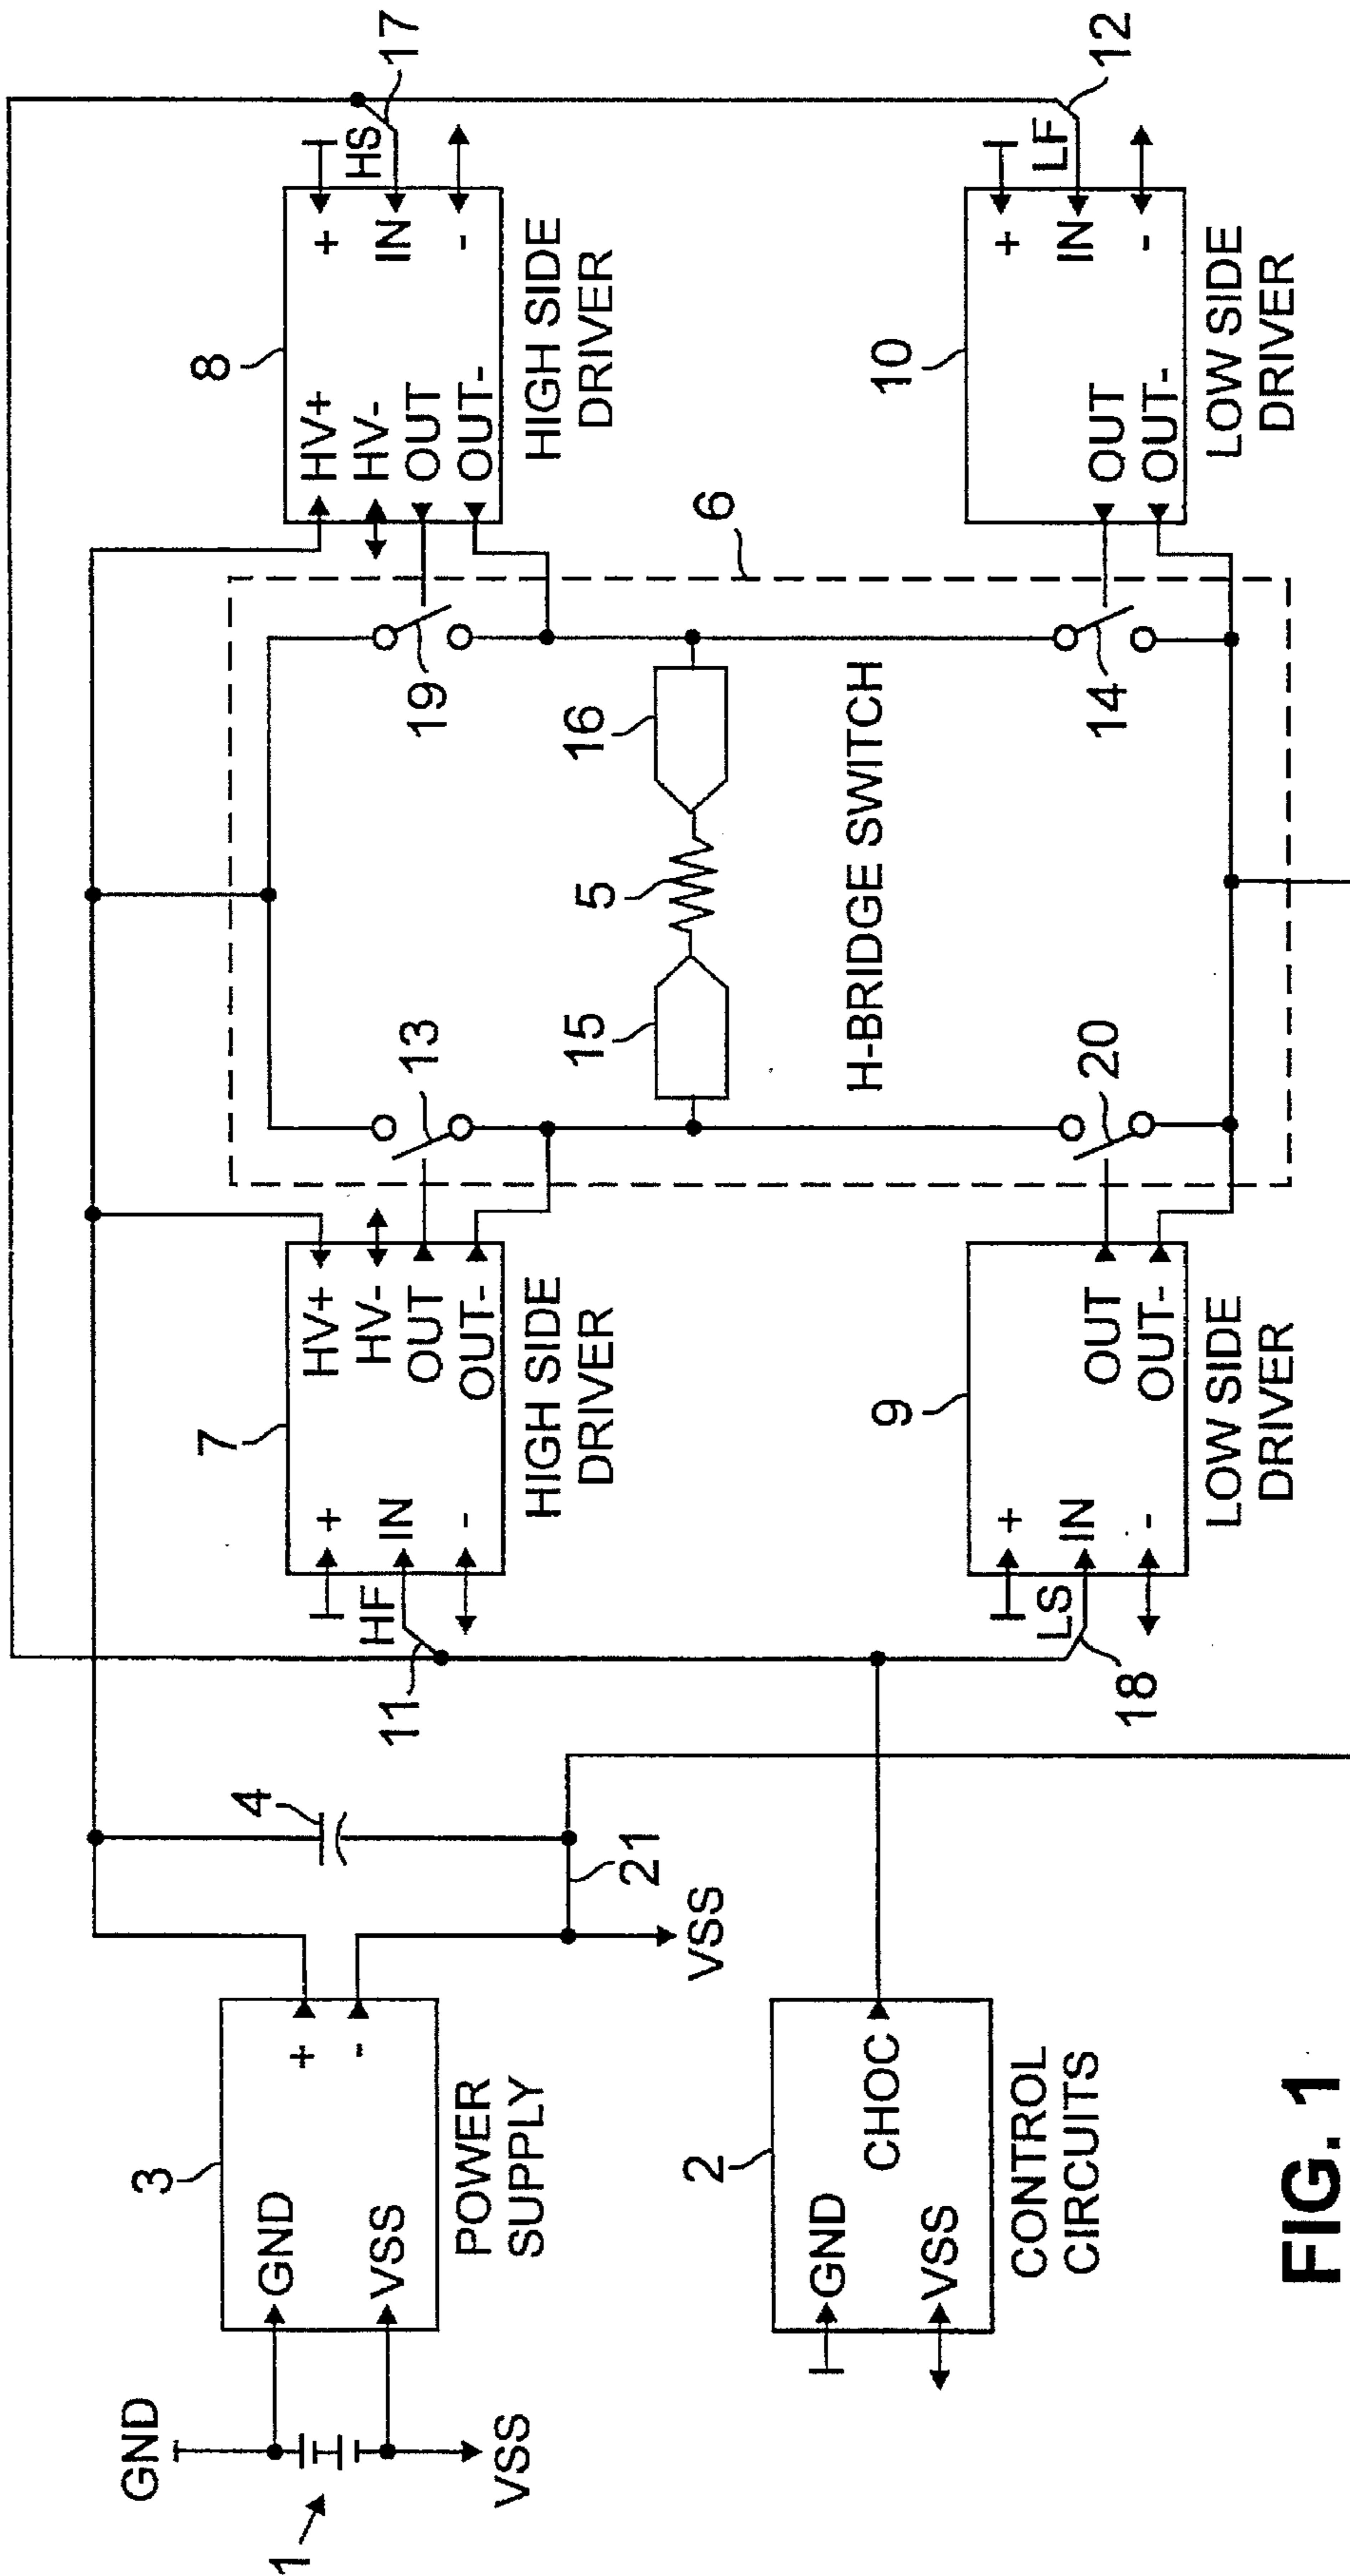 GND
1
VSS
3
GND
VSS
+
-
POWER
SUPPLY
4
21
VSS
2
GND
VSS
CHOC
CONTROL
CIRCUITS
11
HF
7
+
IN
-
HV+
HV-
OUT
OUT-
HIGH SIDE
DRIVER
18
LS
9
+
IN
-
OUT
OUT-
LOW SIDE
DRIVER
13
20
15
5
16
H-BRIDGE SWITCH
19
14
6
8
HV+
HV-
OUT
OUT-
+
IN
-
HIGH SIDE
DRIVER
HS
17
10
OUT
OUT-
+
IN
-
LOW SIDE
DRIVER
LF
12
FIG. 1